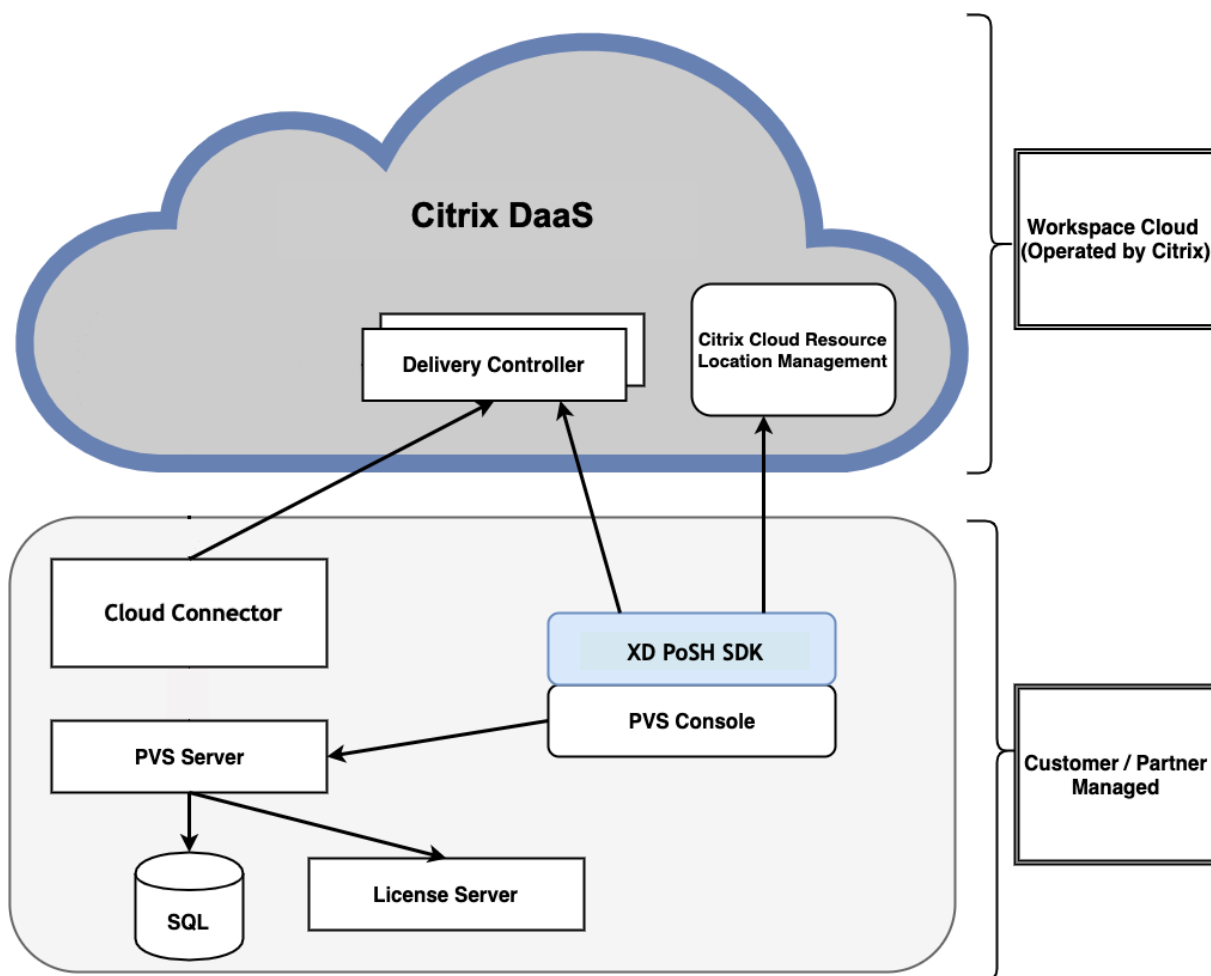 Citrix DaaS
Workspace Cloud
(Operated by Citrix)
Citrix Cloud Resource
Location Management
Delivery Controller
Cloud Connector
XD PoSH SDK
PVS Console
PVS Server
Customer / Partner
Managed
License Server
SQL